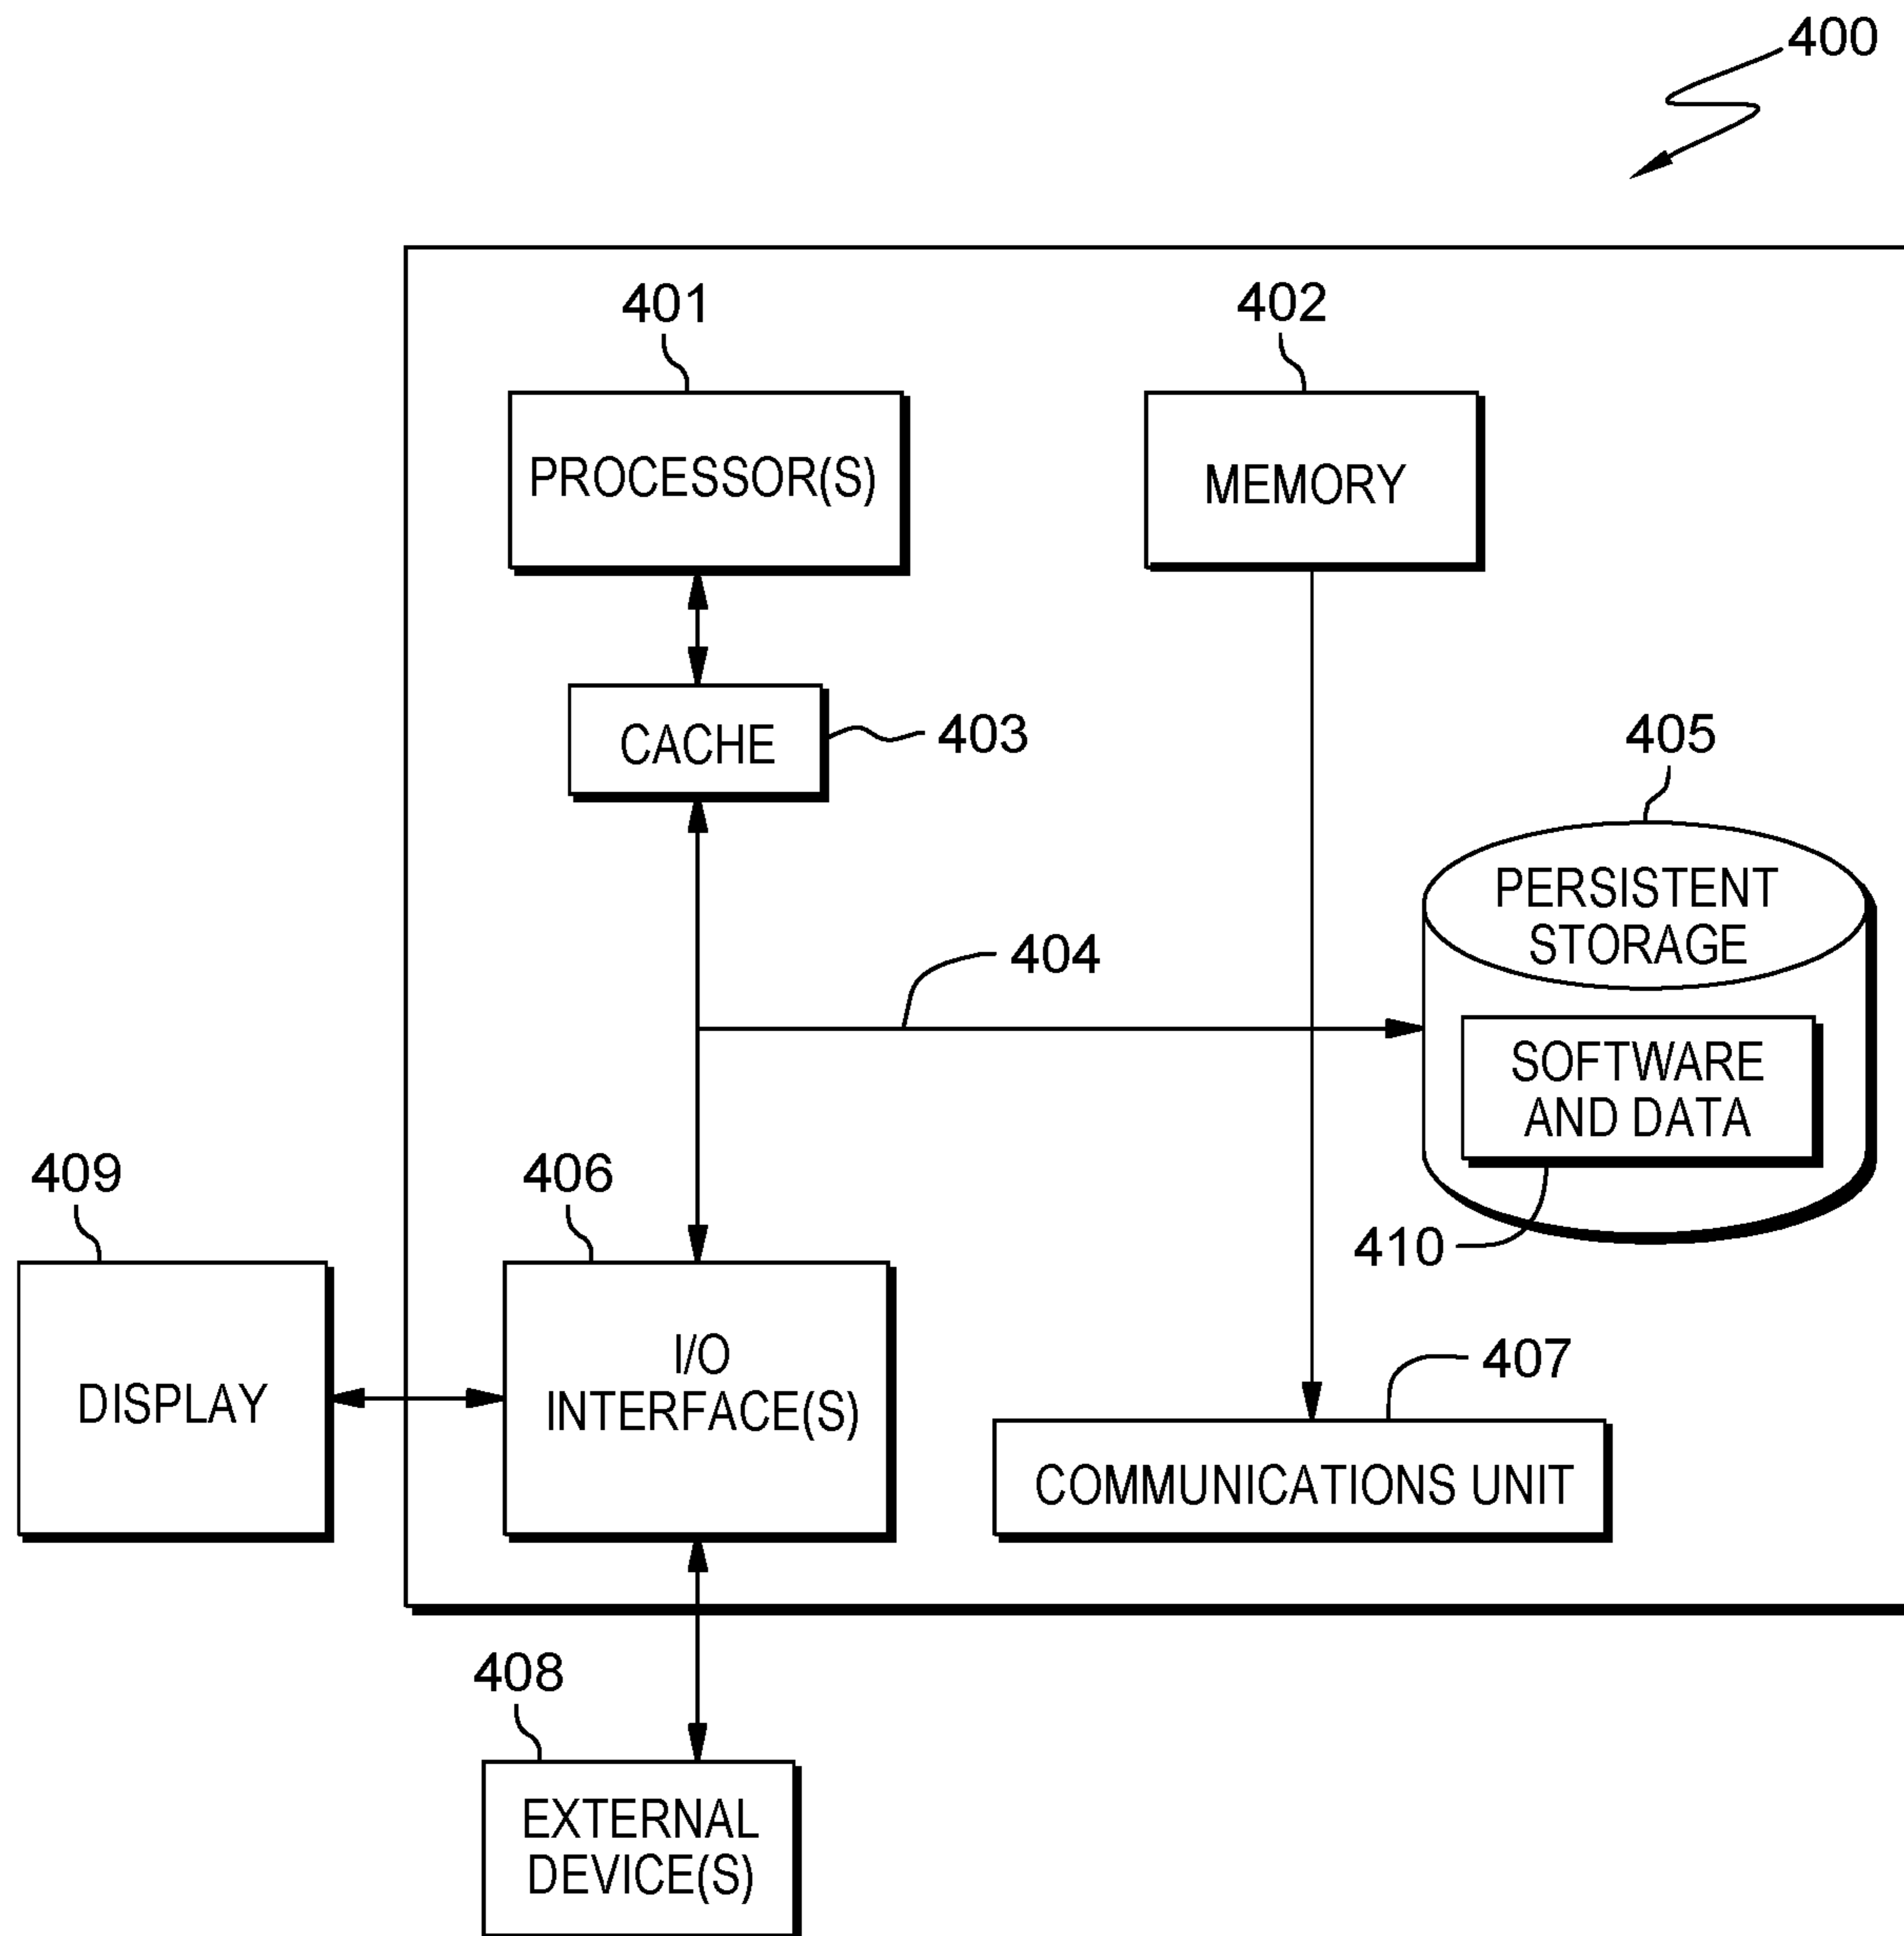 400
401
402
PROCESSOR(S)
MEMORY
CACHE
403
405
PERSISTENT
STORAGE
404
SOFTWARE
AND DATA
409
406
410
I/O
INTERFACE(S)
DISPLAY
407
COMMUNICATIONS UNIT
408
EXTERNAL
DEVICE(S)